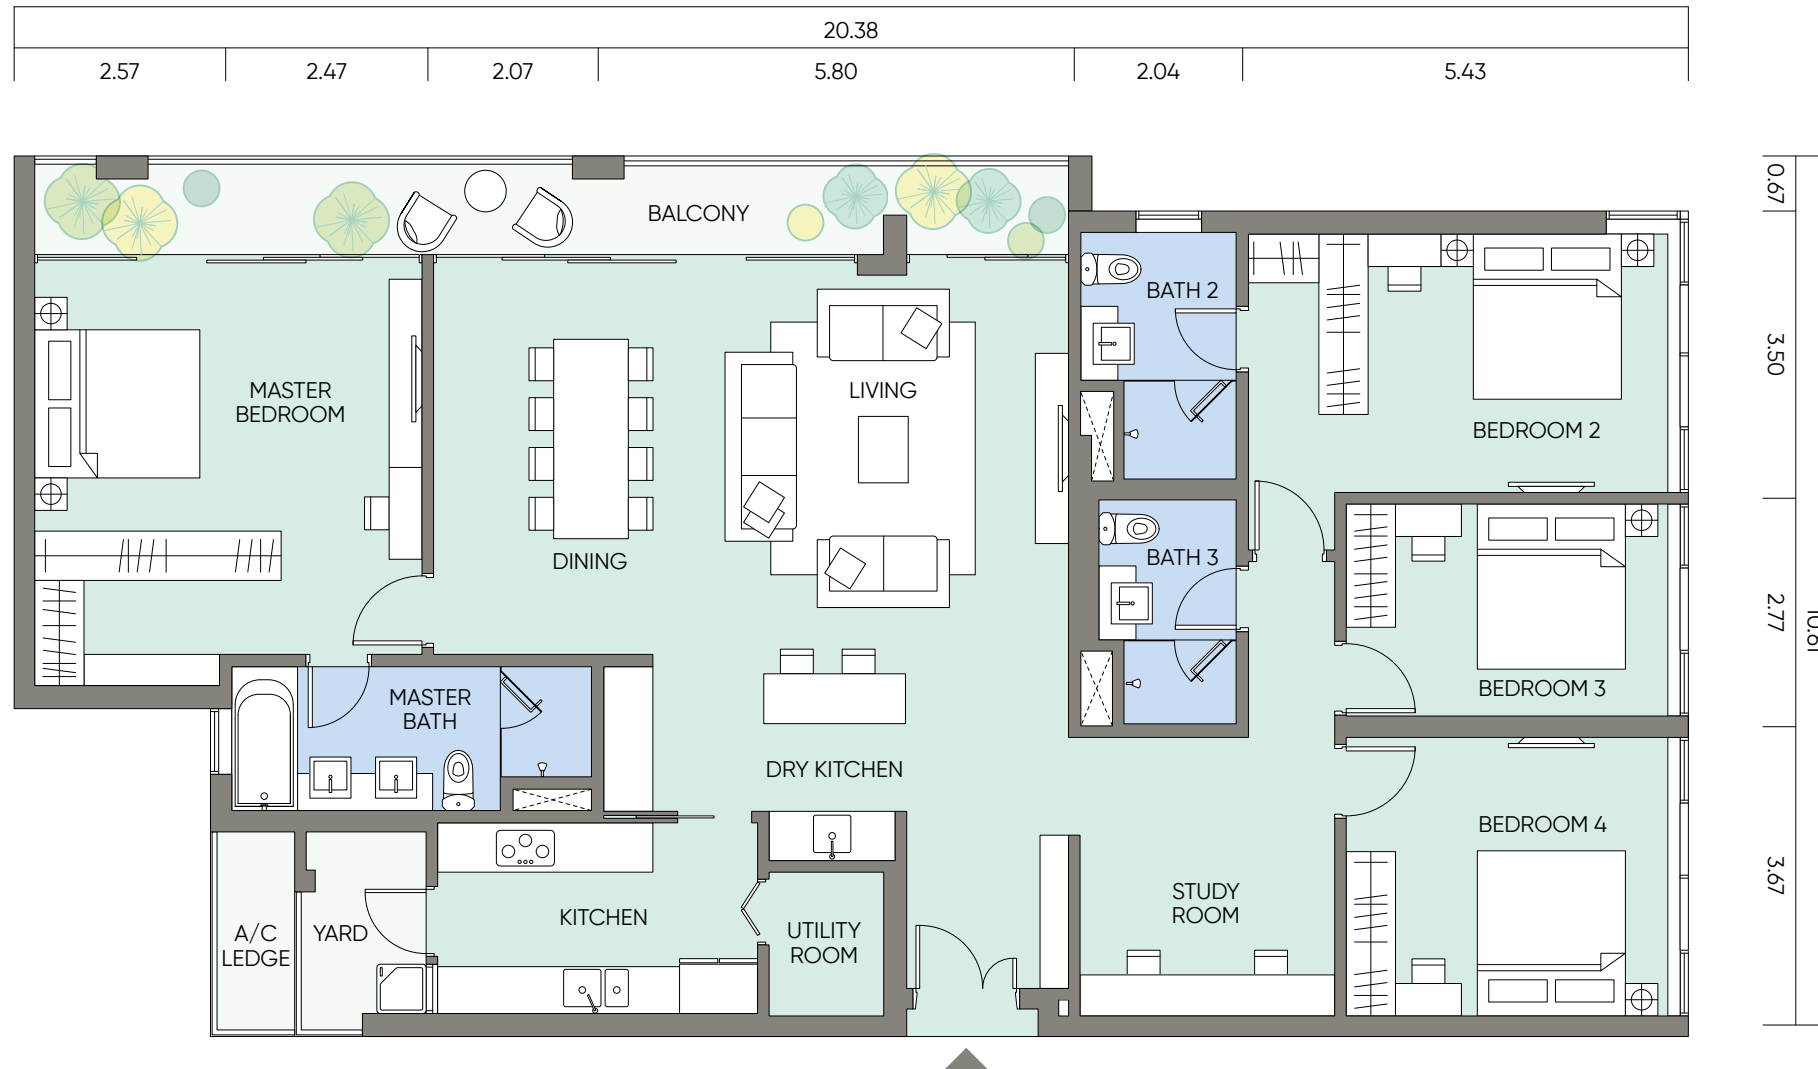 20.38
2.57 2.47 2.07 5.80 2.04 5.43
0.67
BALCONY
BATH 2
3.50
MASTER
BEDROOM
LIVING
BEDROOM 2
DINING
BATH 3
2.77
10.61
MASTER
BATH
BEDROOM 3
DRY KITCHEN
BEDROOM 4
3.67
STUDY
ROOM
KITCHEN
UTILITY
ROOM
A/C
LEDGE
YARD